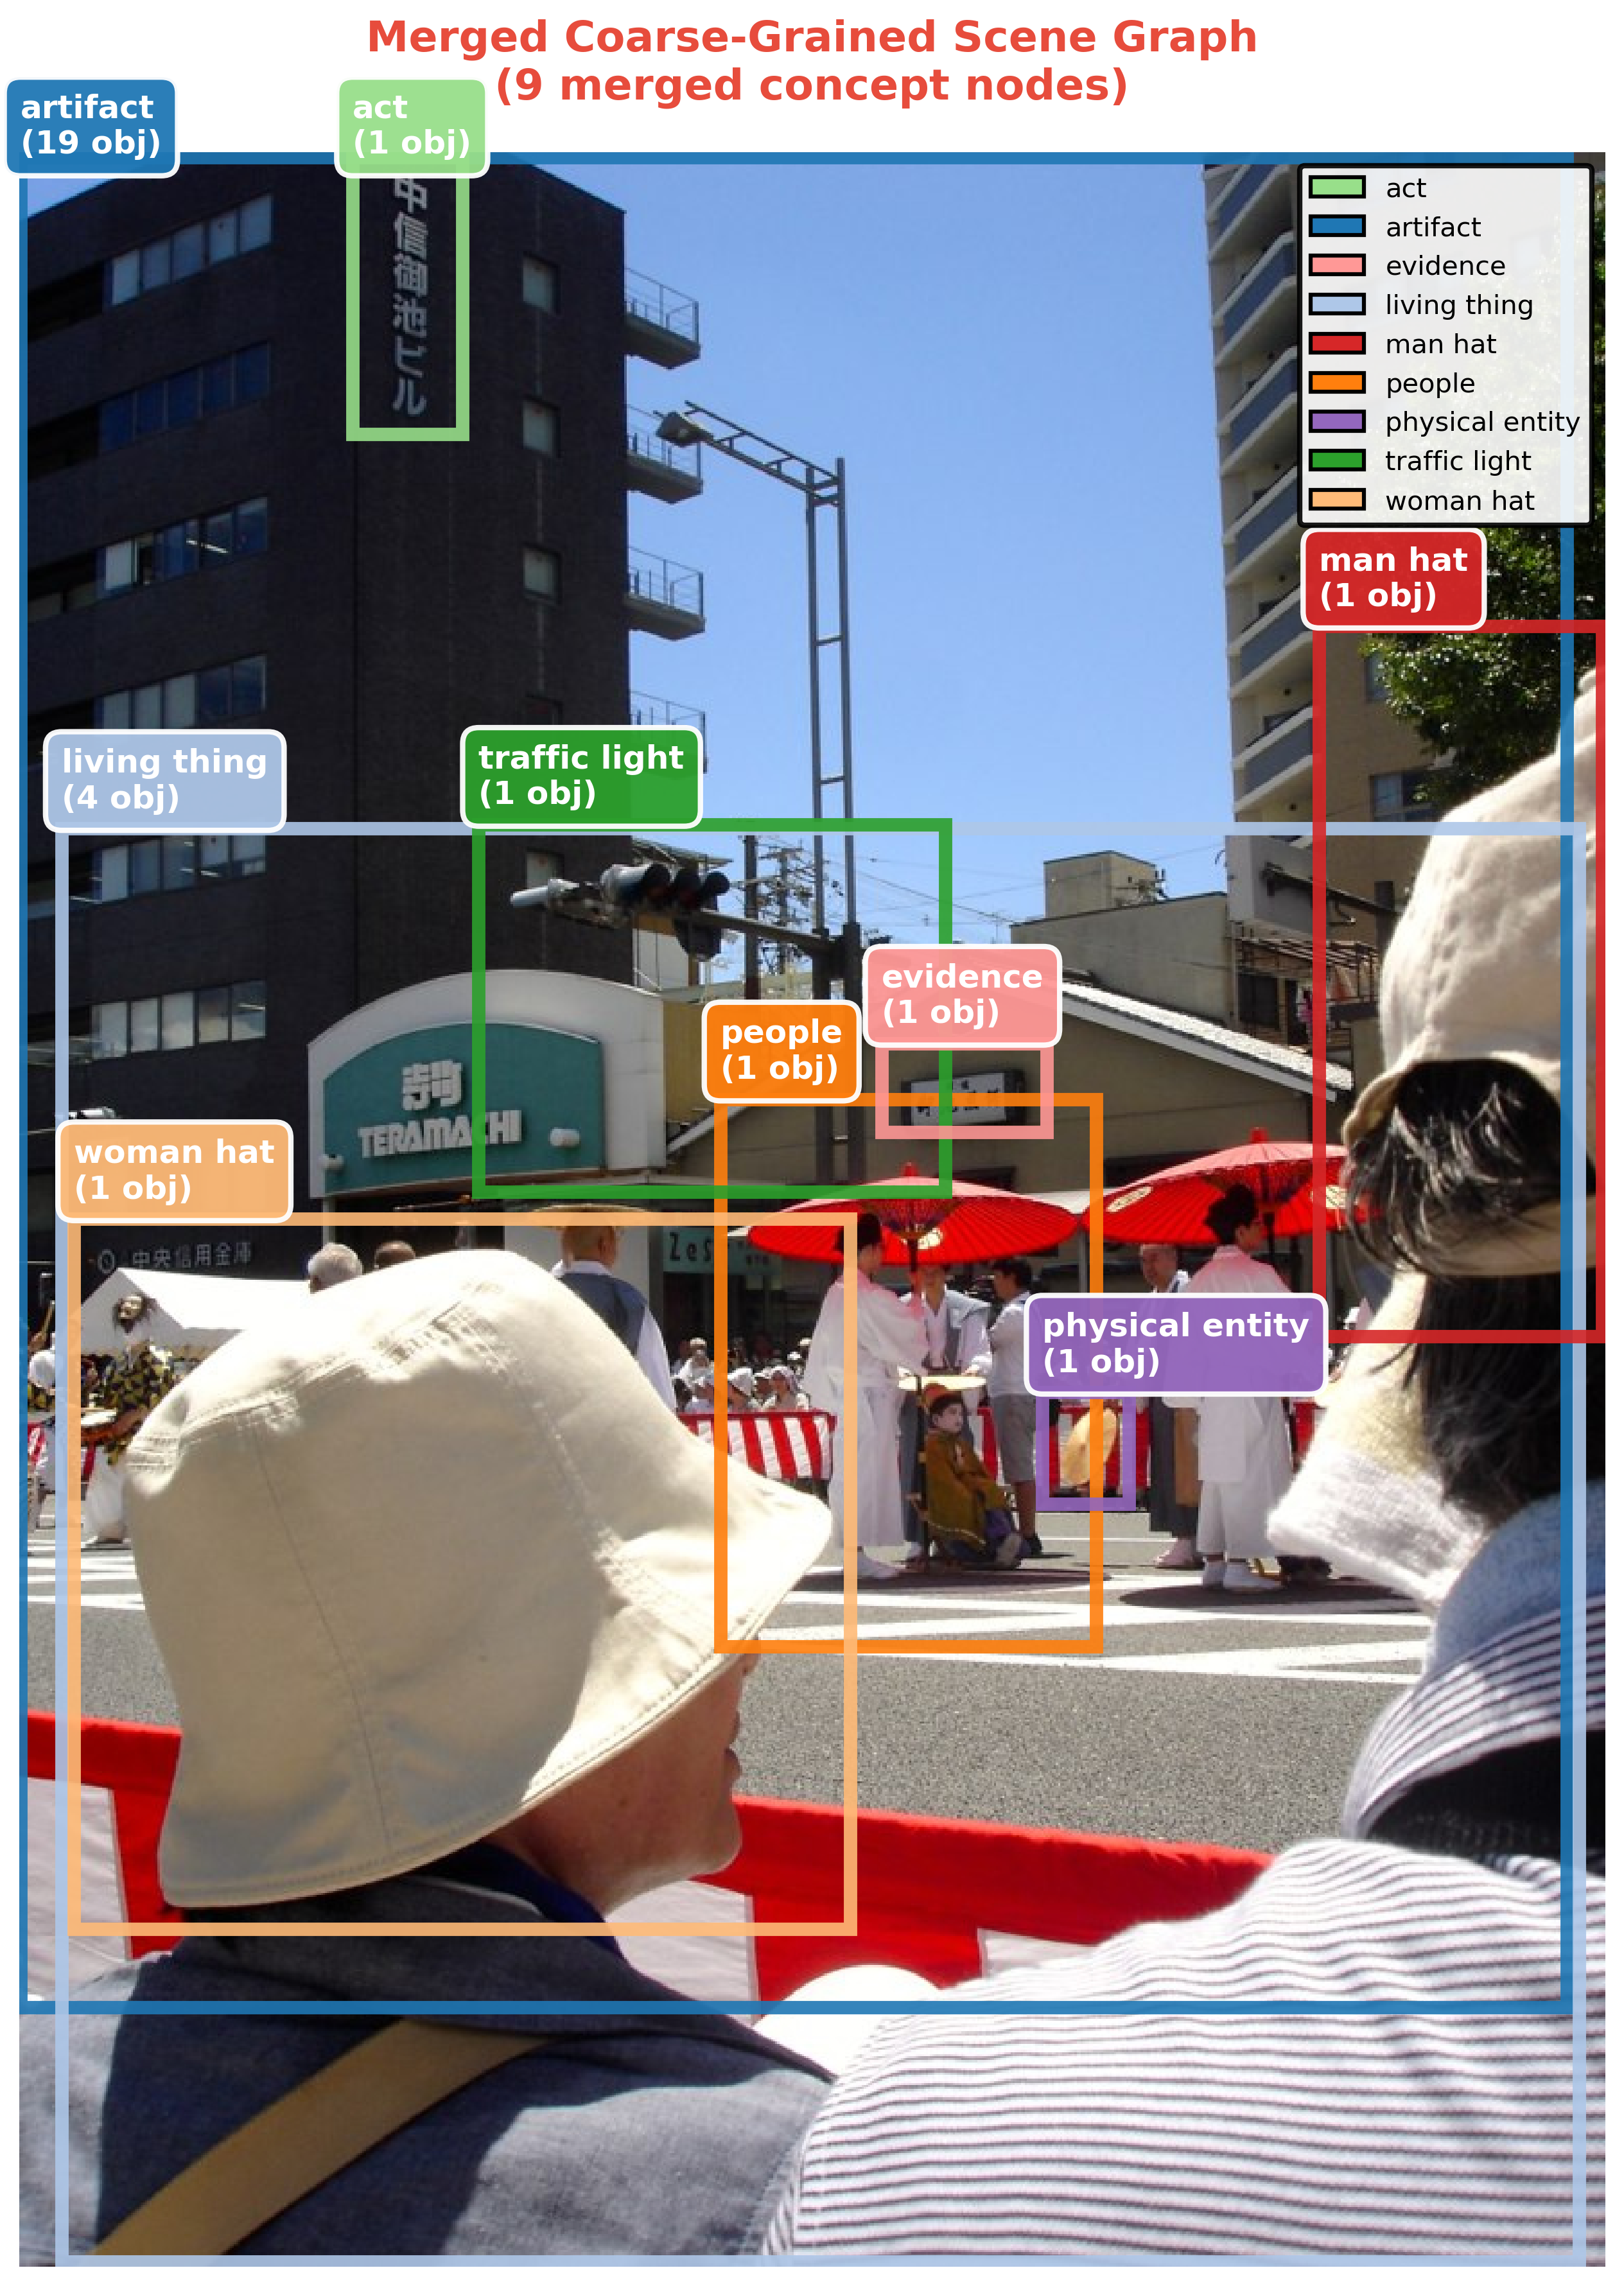 Merged Coarse-Grained Scene Graph
(9 merged concept nodes)
artifact
(19 obj)
act
(1 obj)
中信御池ビル
act
artifact
evidence
living thing
man hat
people
physical entity
traffic light
woman hat
man hat
(1 obj)
living thing
(4 obj)
traffic light
(1 obj)
evidence
(1 obj)
people
(1 obj)
寺町
TERAMACHI
woman hat
(1 obj)
中央信用金庫
physical entity
(1 obj)